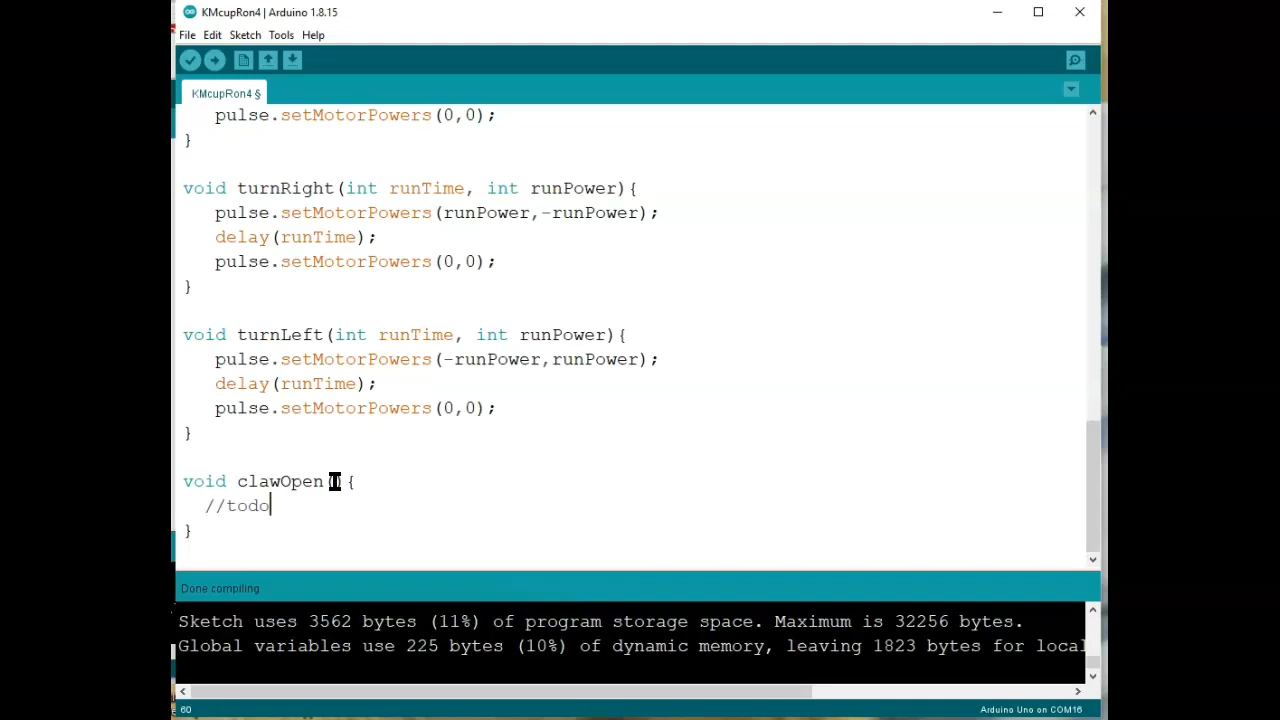 KMcupRon4 | Arduino 1.8.15
File Edit Sketch Tools Help
KMcupRon4 §
pulse.setMotorPowers(0,0);
}
void turnRight(int runTime, int runPower){
pulse.setMotorPowers(runPower,-runPower);
delay(runTime);
pulse.setMotorPowers(0,0);
}
void turnLeft(int runTime, int runPower){
pulse.setMotorPowers(-runPower,runPower);
delay(runTime);
pulse.setMotorPowers(0,0);
}
void clawOpen(){
//todo
}
Done compiling
Sketch uses 3562 bytes (11%) of program storage space. Maximum is 32256 bytes.
Global variables use 225 bytes (10%) of dynamic memory, leaving 1823 bytes for local
60 Arduino Uno on COM16